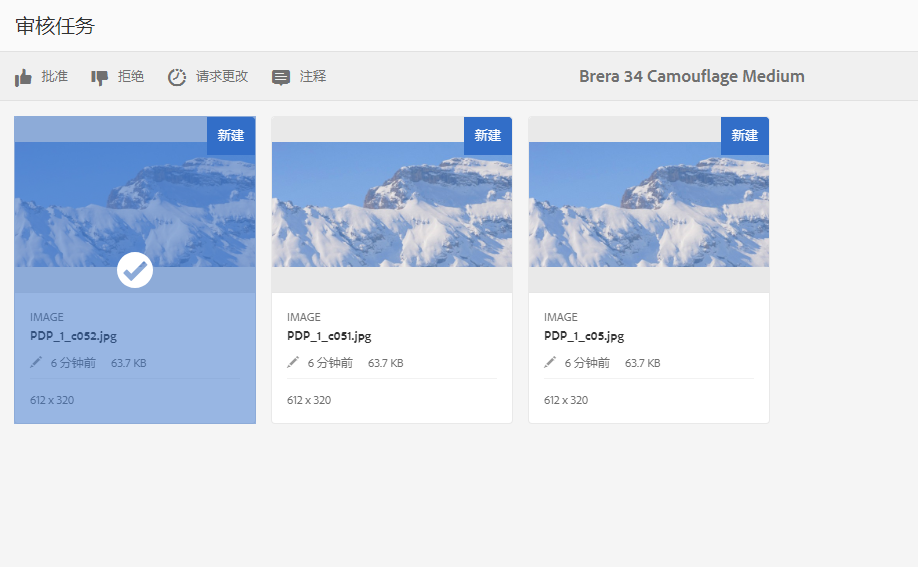 审核任务
批准 拒绝 请求更改 注释 Brera 34 Camouflage Medium
新建 新建 新建
IMAGE IMAGE IMAGE
PDP_1_c052.jpg PDP_1_c051.jpg PDP_1_c05.jpg
6 分钟前 63.7 KB 6 分钟前 63.7 KB 6 分钟前 63.7 KB
612 x 320 612 x 320 612 x 320